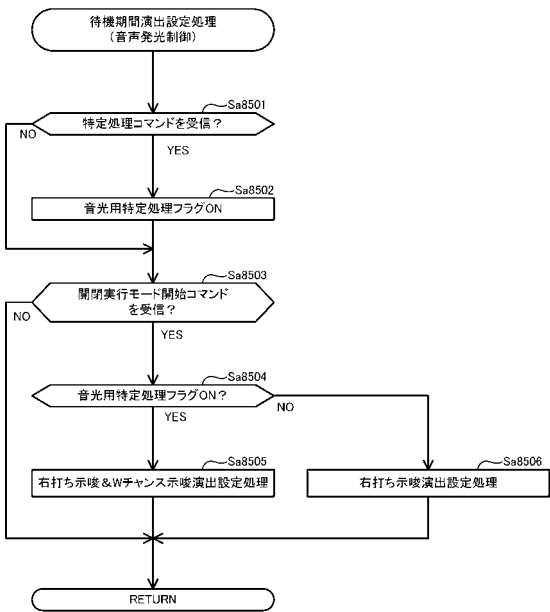 待機期間演出設定処理
(音声発光制御)
Sa8501
特定処理コマンドを受信?
NO
YES
Sa8502
音光用特定処理フラグON
Sa8503
開閉実行モード開始コマンド
を受信?
NO
YES
Sa8504
音光用特定処理フラグON?
YES
NO
Sa8505
右打ち示唆&Wチャンス示唆演出設定処理
Sa8506
右打ち示唆演出設定処理
RETURN